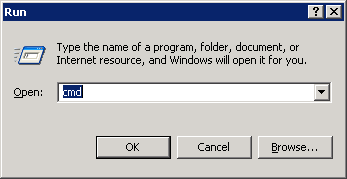 Run
Type the name of a program, folder, document, or
Internet resource, and Windows will open it for you.
Open: cmd
OK Cancel Browse...